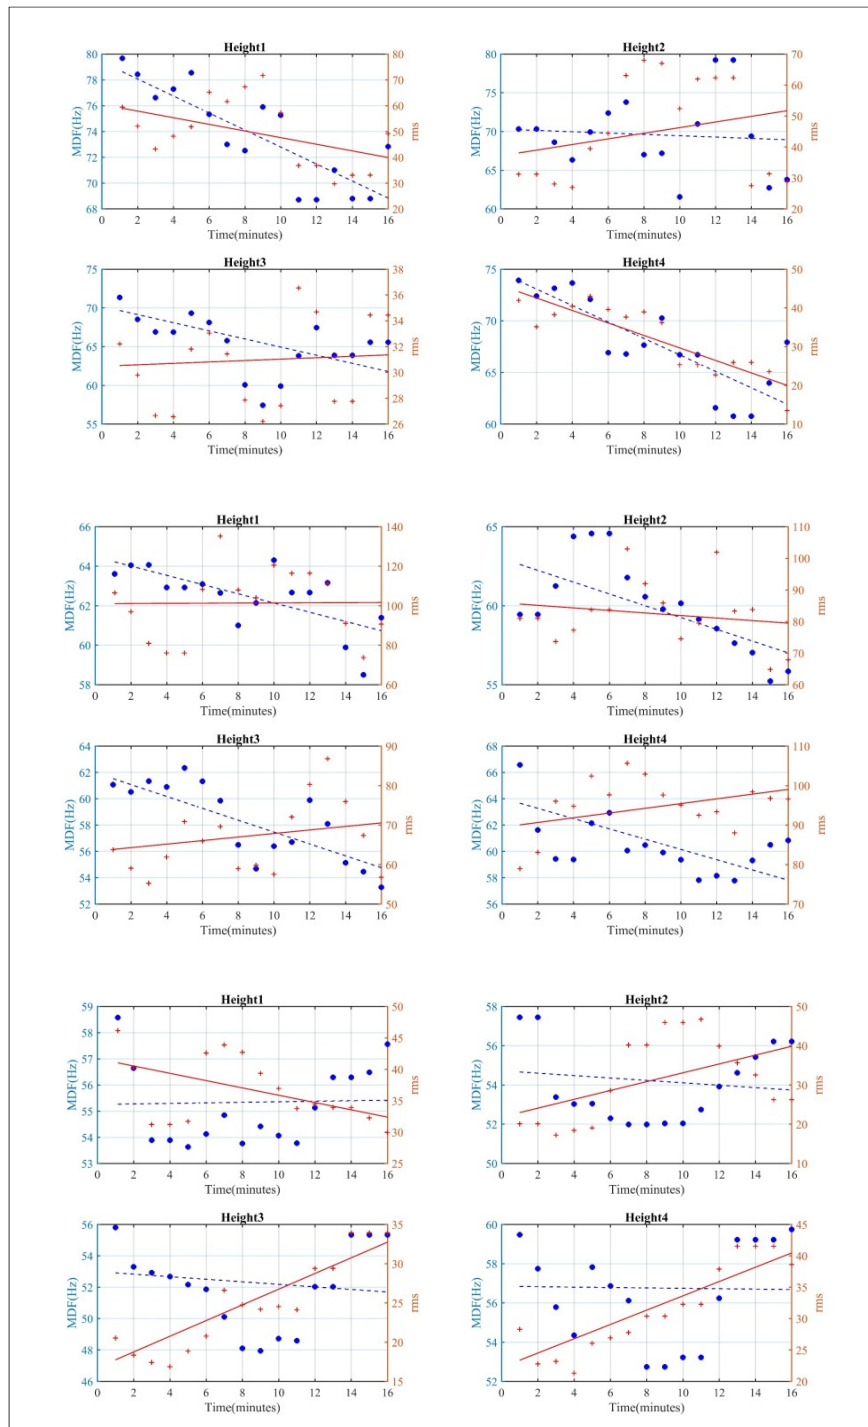 Height1
80
78
76
74
72
70
68
MDF(Hz)
80
70
60
50
40
30
20
rms
0 2 4 6 8 10 12 14 16
Time(minutes)
Height2
80
75
70
65
60
MDF(Hz)
70
60
50
40
30
20
rms
0 2 4 6 8 10 12 14 16
Time(minutes)
Height3
75
70
65
60
55
MDF(Hz)
38
36
34
32
30
28
26
rms
0 2 4 6 8 10 12 14 16
Time(minutes)
Height4
75
70
65
60
MDF(Hz)
50
40
30
20
10
rms
0 2 4 6 8 10 12 14 16
Time(minutes)
Height1
66
64
62
60
58
MDF(Hz)
140
120
100
80
60
rms
0 2 4 6 8 10 12 14 16
Time(minutes)
Height2
65
60
55
MDF(Hz)
110
100
90
80
70
60
rms
0 2 4 6 8 10 12 14 16
Time(minutes)
Height3
64
62
60
58
56
54
52
MDF(Hz)
90
80
70
60
50
rms
0 2 4 6 8 10 12 14 16
Time(minutes)
Height4
68
66
64
62
60
58
56
MDF(Hz)
110
100
90
80
70
rms
0 2 4 6 8 10 12 14 16
Time(minutes)
Height1
59
58
57
56
55
54
53
MDF(Hz)
50
45
40
35
30
25
rms
0 2 4 6 8 10 12 14 16
Time(minutes)
Height2
58
56
54
52
50
MDF(Hz)
50
40
30
20
10
rms
0 2 4 6 8 10 12 14 16
Time(minutes)
Height3
56
54
52
50
48
46
MDF(Hz)
35
30
25
20
15
rms
0 2 4 6 8 10 12 14 16
Time(minutes)
Height4
60
58
56
54
52
MDF(Hz)
45
40
35
30
25
20
rms
0 2 4 6 8 10 12 14 16
Time(minutes)